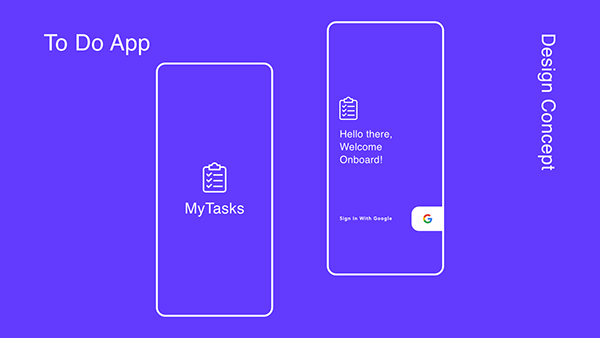 To Do App
MyTasks
Hello there,
Welcome
Onboard!
Sign in With Google
G
Design Concept